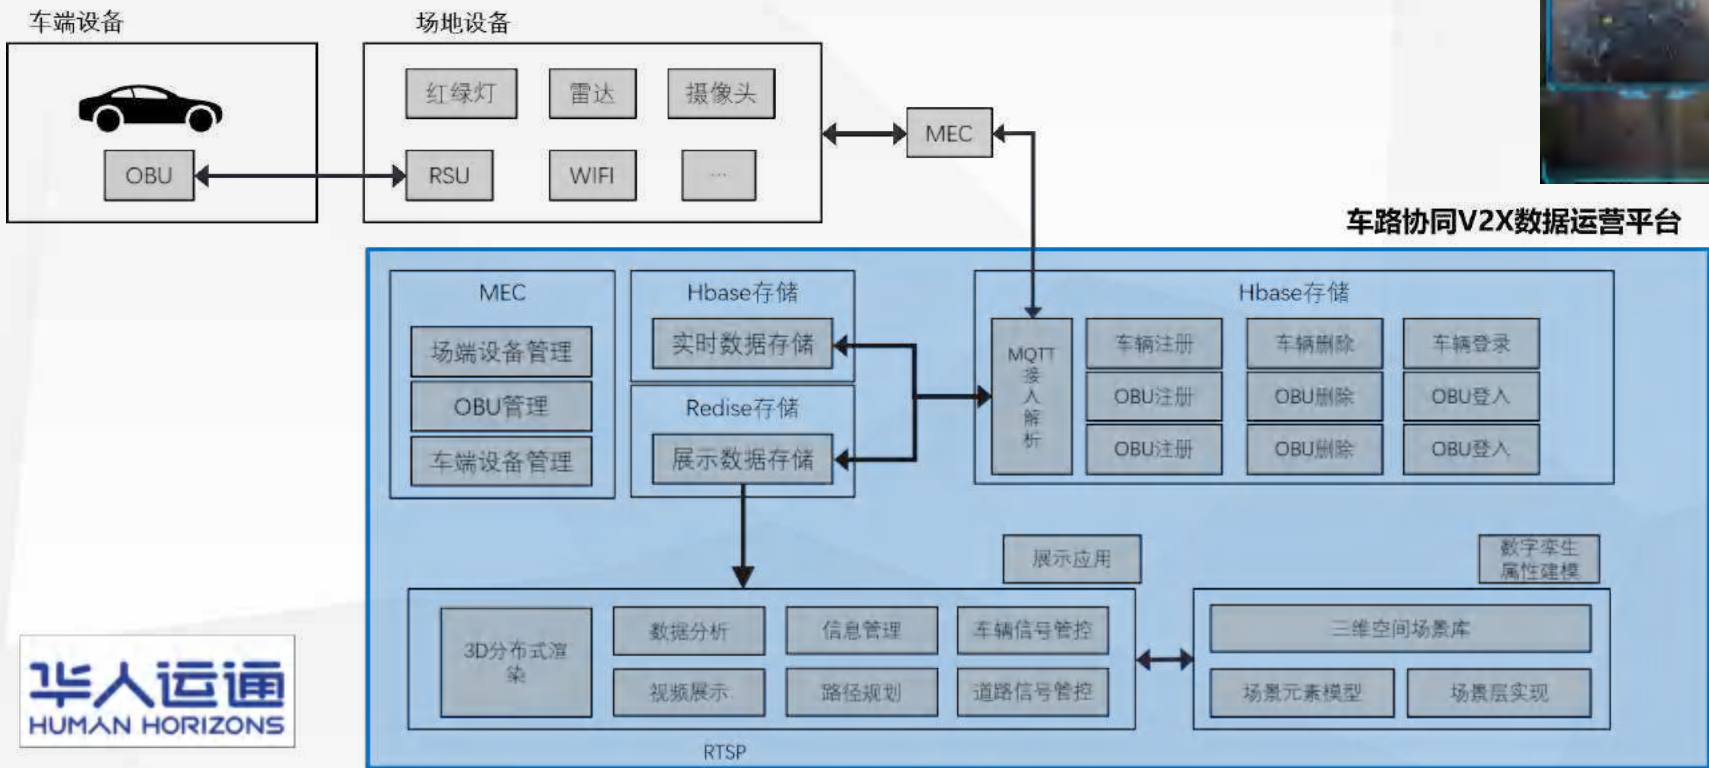 车端设备
场地设备
红绿灯
雷达
摄像头
MEC
OBU
RSU
WIFI
...
车路协同V2X数据运营平台
MEC
Hbase存储
Hbase存储
场端设备管理
实时数据存储
MQTT
接
入
解
析
车辆注册
车辆删除
车辆登录
OBU管理
Redise存储
OBU注册
OBU删除
OBU登入
车端设备管理
展示数据存储
OBU注册
OBU删除
OBU登入
展示应用
数字孪生
属性建模
3D分布式渲
染
数据分析
信息管理
车辆信号管控
三维空间场景库
视频展示
路径规划
道路信号管控
场景元素模型
场景层实现
RTSP
华人运通
HUMAN HORIZONS